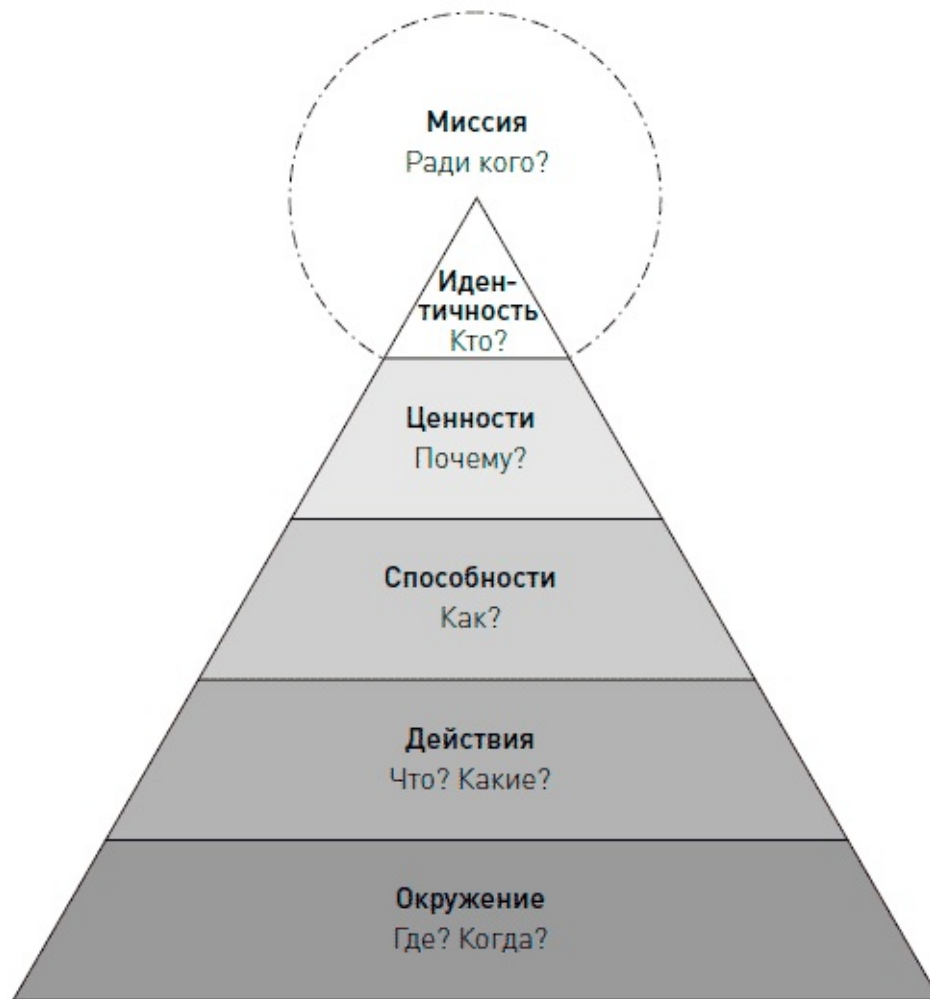 Миссия
Ради кого?
Иден-
тичность
Кто?
Ценности
Почему?
Способности
Как?
Действия
Что? Какие?
Окружение
Где? Когда?